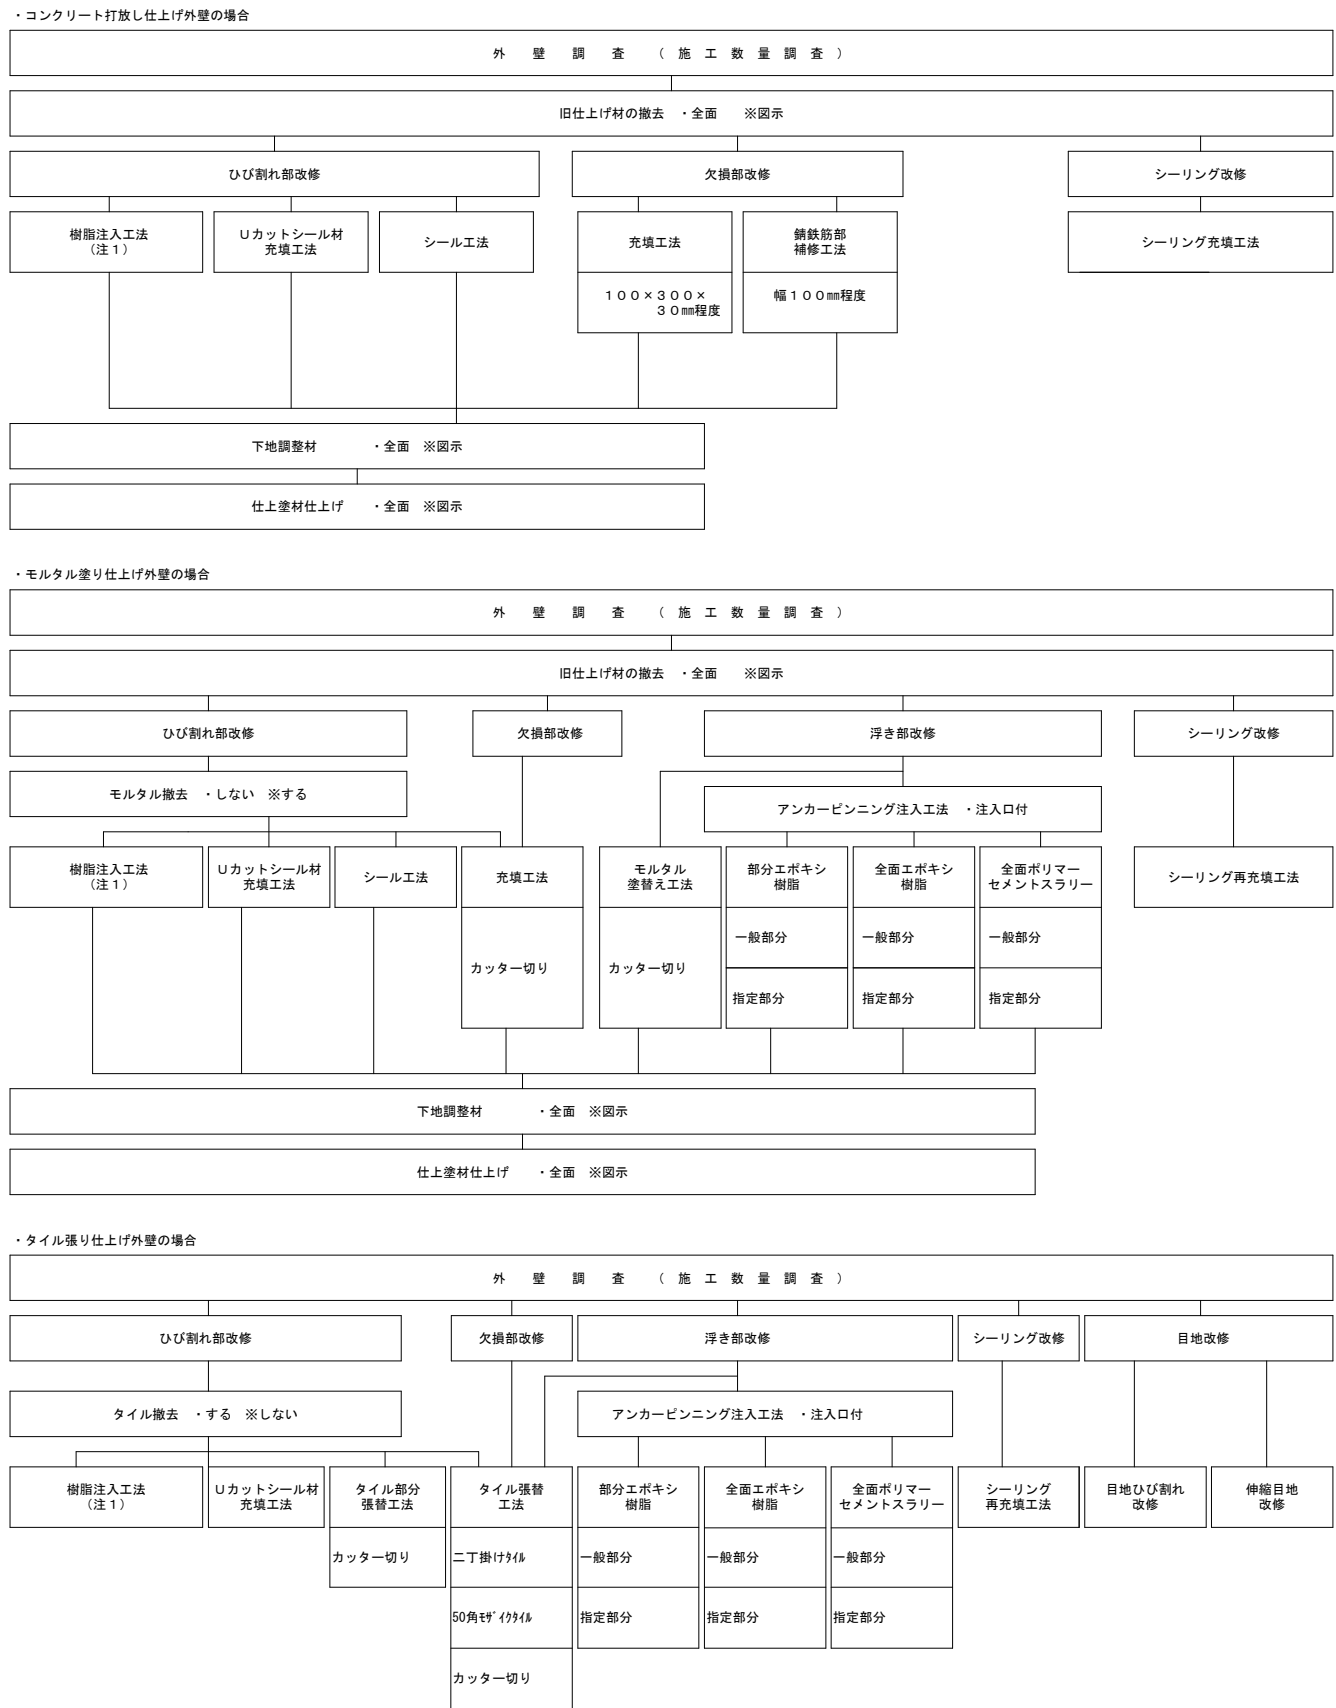 ・コンクリート打放し仕上げ外壁の場合
外　壁　調　査　（ 施 工 数 量 調 査 ）
旧仕上げ材の撤去　・全面　　※図示
ひび割れ部改修
欠損部改修
シーリング改修
樹脂注入工法
（注１）
Ｕカットシール材
充填工法
シール工法
充填工法
錆鉄筋部
補修工法
シーリング充填工法
１００×３００×
３０㎜程度
幅１００㎜程度
下地調整材　　　　・全面　※図示
仕上塗材仕上げ　　・全面　※図示
・モルタル塗り仕上げ外壁の場合
外　壁　調　査　（ 施 工 数 量 調 査 ）
旧仕上げ材の撤去　・全面　　※図示
ひび割れ部改修
欠損部改修
浮き部改修
シーリング改修
モルタル撤去　・しない　※する
アンカーピンニング注入工法　・注入口付
樹脂注入工法
（注１）
Ｕカットシール材
充填工法
シール工法
充填工法
モルタル
塗替え工法
部分エポキシ
樹脂
全面エポキシ
樹脂
全面ポリマー
セメントスラリー
シーリング再充填工法
カッター切り
カッター切り
一般部分
一般部分
一般部分
指定部分
指定部分
指定部分
下地調整材　　　　・全面　※図示
仕上塗材仕上げ　　・全面　※図示
・タイル張り仕上げ外壁の場合
外　壁　調　査　（ 施 工 数 量 調 査 ）
ひび割れ部改修
欠損部改修
浮き部改修
シーリング改修
目地改修
タイル撤去　・する　※しない
アンカーピンニング注入工法　・注入口付
樹脂注入工法
（注１）
Ｕカットシール材
充填工法
タイル部分
張替工法
タイル張替
工法
部分エポキシ
樹脂
全面エポキシ
樹脂
全面ポリマー
セメントスラリー
シーリング
再充填工法
目地ひび割れ
改修
伸縮目地
改修
カッター切り
二丁掛けﾀｲﾙ
一般部分
一般部分
一般部分
50角ﾓｻﾞｲｸﾀｲﾙ
指定部分
指定部分
指定部分
カッター切り